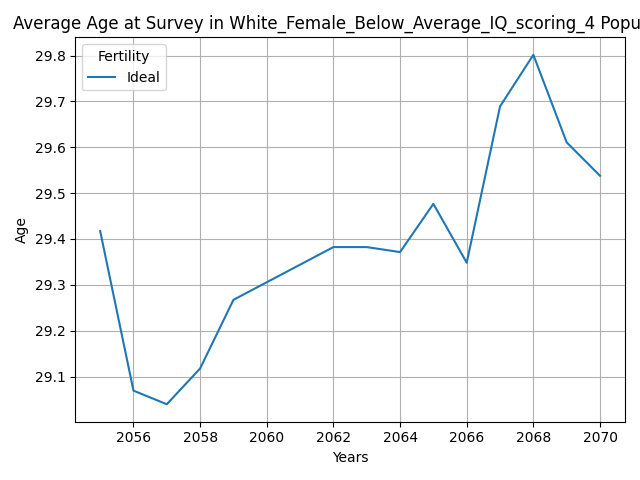 Average Age at Survey in White_Female_Below_Average_IQ_scoring_4 Popu
Fertility
Ideal
29.8
29.7
29.6
29.5
29.4
29.3
29.2
29.1
Age
2056 2058 2060 2062 2064 2066 2068 2070
Years